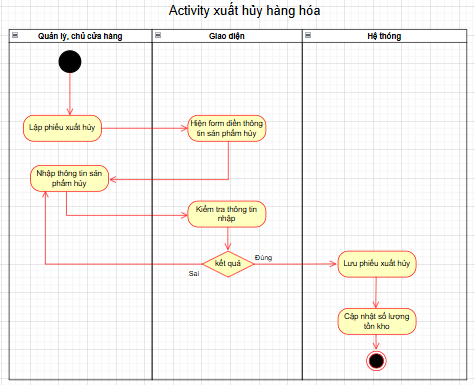 Activity xuất hủy hàng hóa
Quản lý, chủ cửa hàng
Giao diện
Hệ thống
Lập phiếu xuất hủy
Hiện form điền thông
tin sản phẩm hủy
Nhập thông tin sản
phẩm hủy
Kiểm tra thông tin
nhập
kết quả
Đúng
Sai
Lưu phiếu xuất hủy
Cập nhật số lượng
tồn kho